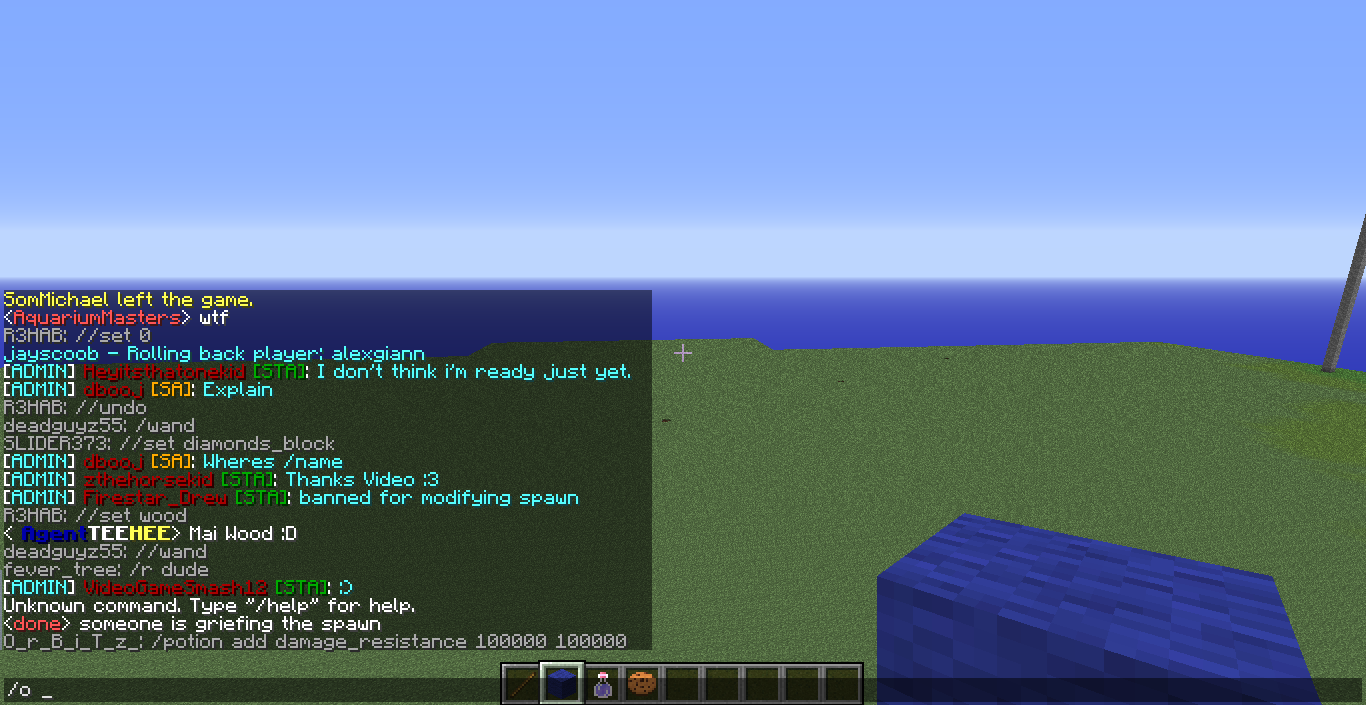 SomMichael left the game.
<AquariumMasters> wtf
R3HAB: //set 0
jayscoob - Rolling back player: alexgiann
[ADMIN] Heyitsthatonekid [STA]: I don't think i'm ready just yet.
[ADMIN] dbooj [SA]: Explain
R3HAB: //undo
deadguyz55: /wand
SLIDER373: //set diamonds_block
[ADMIN] dbooj [SA]: Wheres /name
[ADMIN] zthehorsekid [STA]: Thanks Video :3
[ADMIN] Firestar_Drew [STA]: banned for modifying spawn
R3HAB: //set wood
< AgentTEEHEE> Mai Wood :D
deadguyz55: //wand
fever_tree: /r dude
[ADMIN] VideoGameSmash12 [STA]: :)
Unknown command. Type "/help" for help.
<done> someone is griefing the spawn
O_r_B_i_T_z_: /potion add damage_resistance 100000 100000
/o _